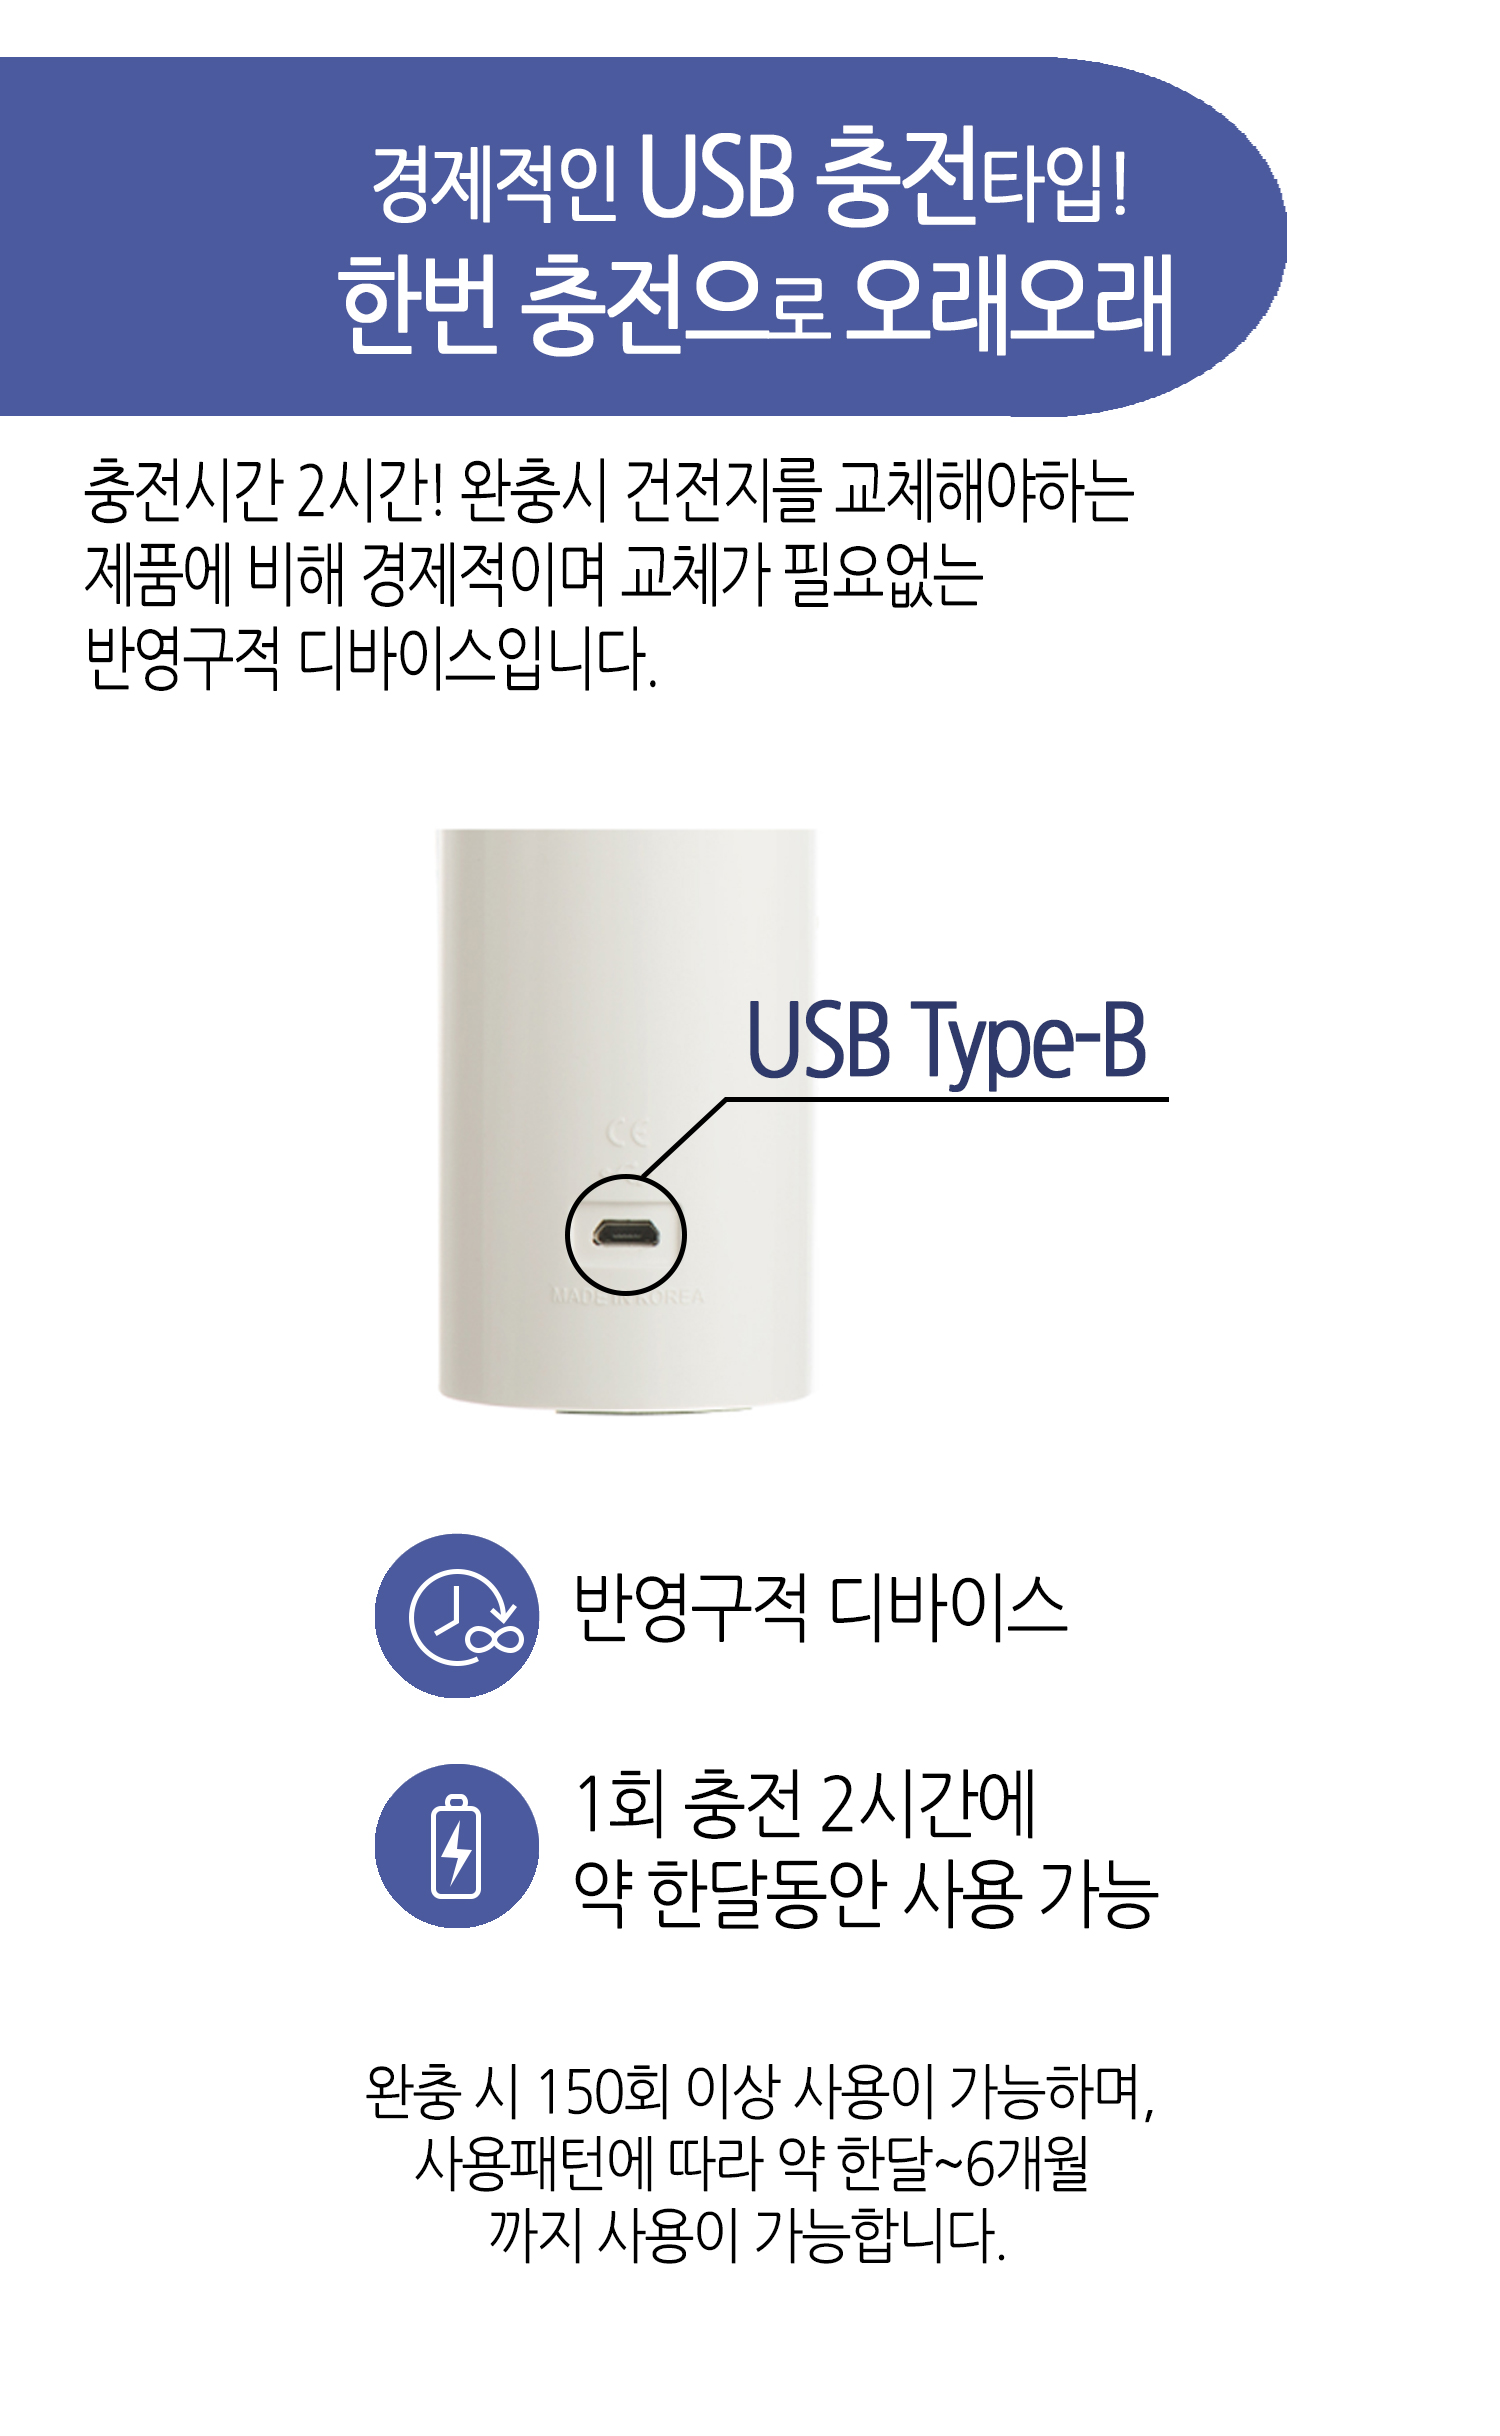 경제적인 USB 충전타입!
한번 충전으로 오래오래
충전시간 2시간! 완충시 건전지를 교체해야하는
제품에 비해 경제적이며 교체가 필요없는
반영구적 디바이스입니다.
USB Type-B
CE
MADE IN KOREA
반영구적 디바이스
1회 충전 2시간에
약 한달동안 사용 가능
완충 시 150회 이상 사용이 가능하며,
사용패턴에 따라 약 한달~6개월
까지 사용이 가능합니다.